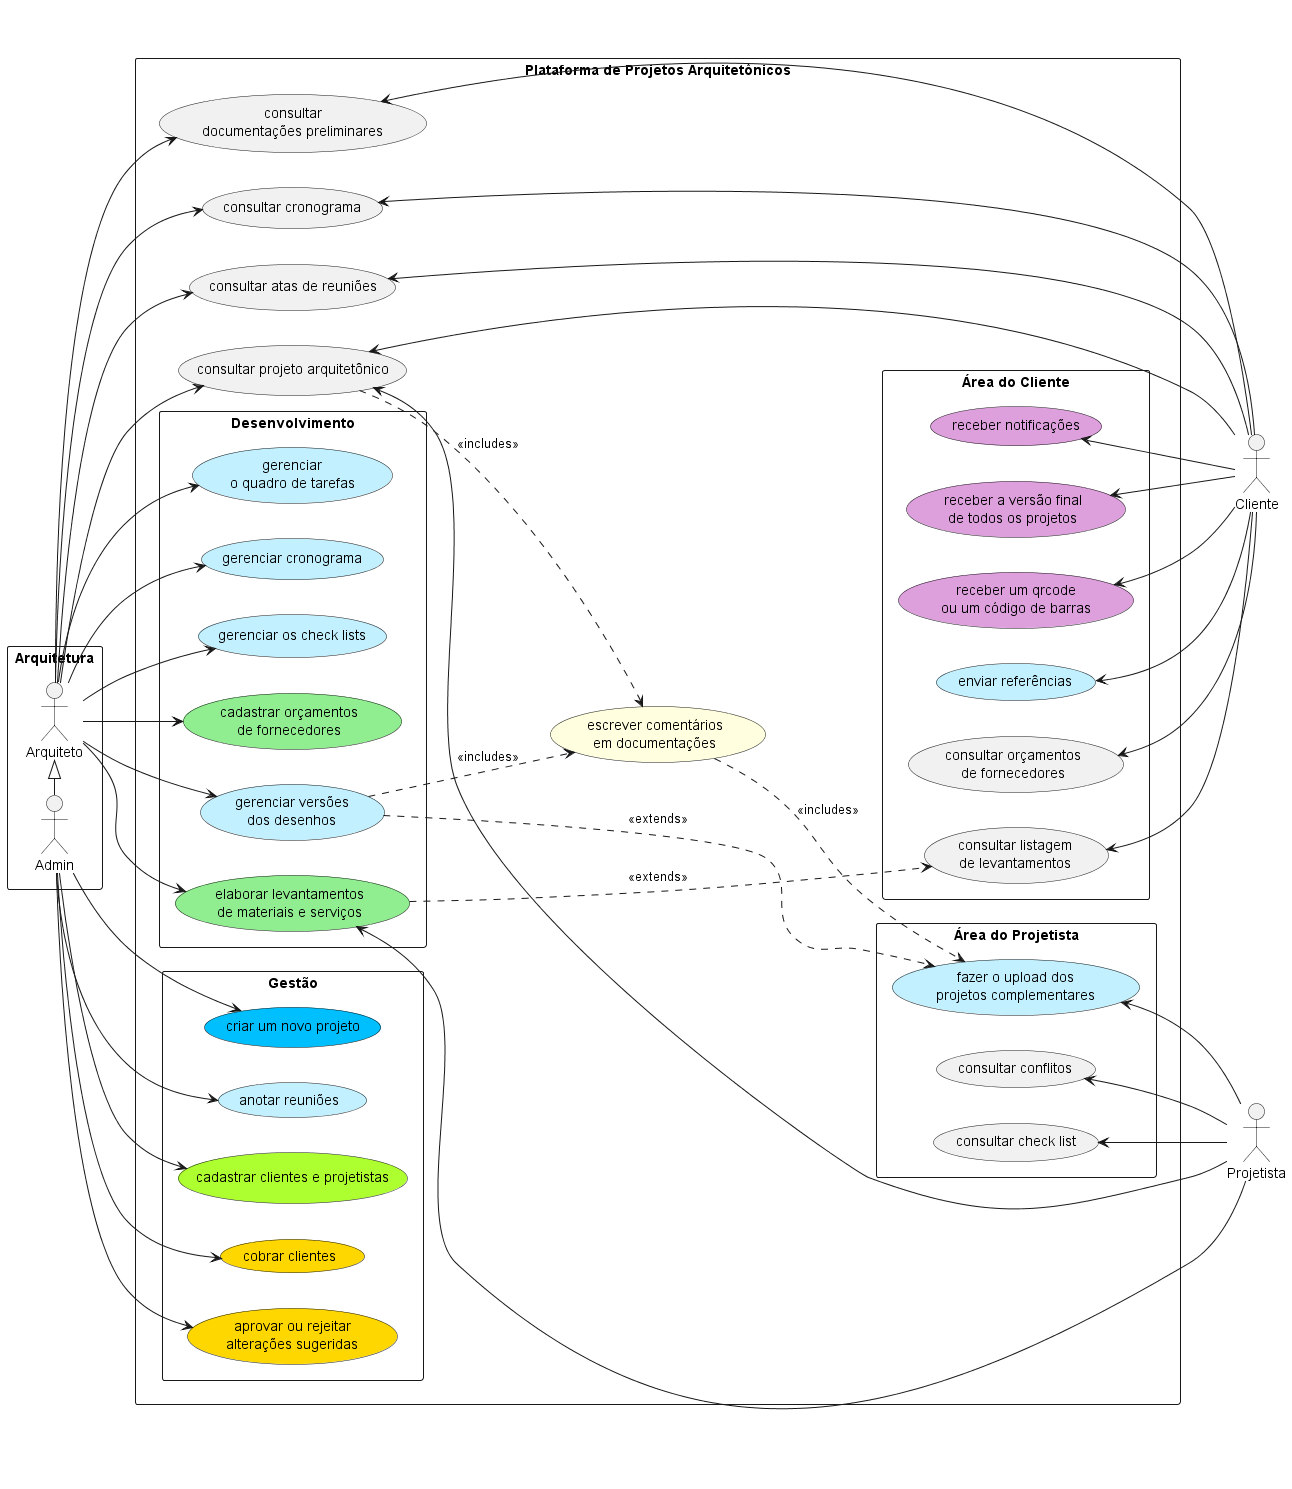 Plataforma de Projetos Arquitetônicos
consultar
documentações preliminares
consultar cronograma
consultar atas de reuniões
consultar projeto arquitetônico
Desenvolvimento
gerenciar
o quadro de tarefas
gerenciar cronograma
gerenciar os check lists
cadastrar orçamentos
de fornecedores
gerenciar versões
dos desenhos
elaborar levantamentos
de materiais e serviços
Arquitetura
Arquiteto
Admin
Gestão
criar um novo projeto
anotar reuniões
cadastrar clientes e projetistas
cobrar clientes
aprovar ou rejeitar
alterações sugeridas
«includes»
«includes»
escrever comentários
em documentações
«extends»
«extends»
«includes»
Área do Cliente
receber notificações
receber a versão final
de todos os projetos
receber um qrcode
ou um código de barras
enviar referências
consultar orçamentos
de fornecedores
consultar listagem
de levantamentos
Cliente
Área do Projetista
fazer o upload dos
projetos complementares
consultar conflitos
consultar check list
Projetista